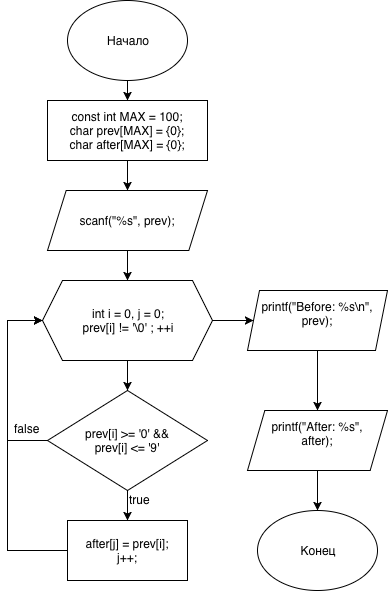 Начало
const int MAX = 100;
char prev[MAX] = {0};
char after[MAX] = {0};
scanf("%s", prev);
int i = 0, j = 0;
prev[i] != '\0' ; ++i
printf("Before: %s\n",
prev);
false
prev[i] >= '0' &&
prev[i] <= '9'
printf("After: %s",
after);
true
after[j] = prev[i];
j++;
Конец